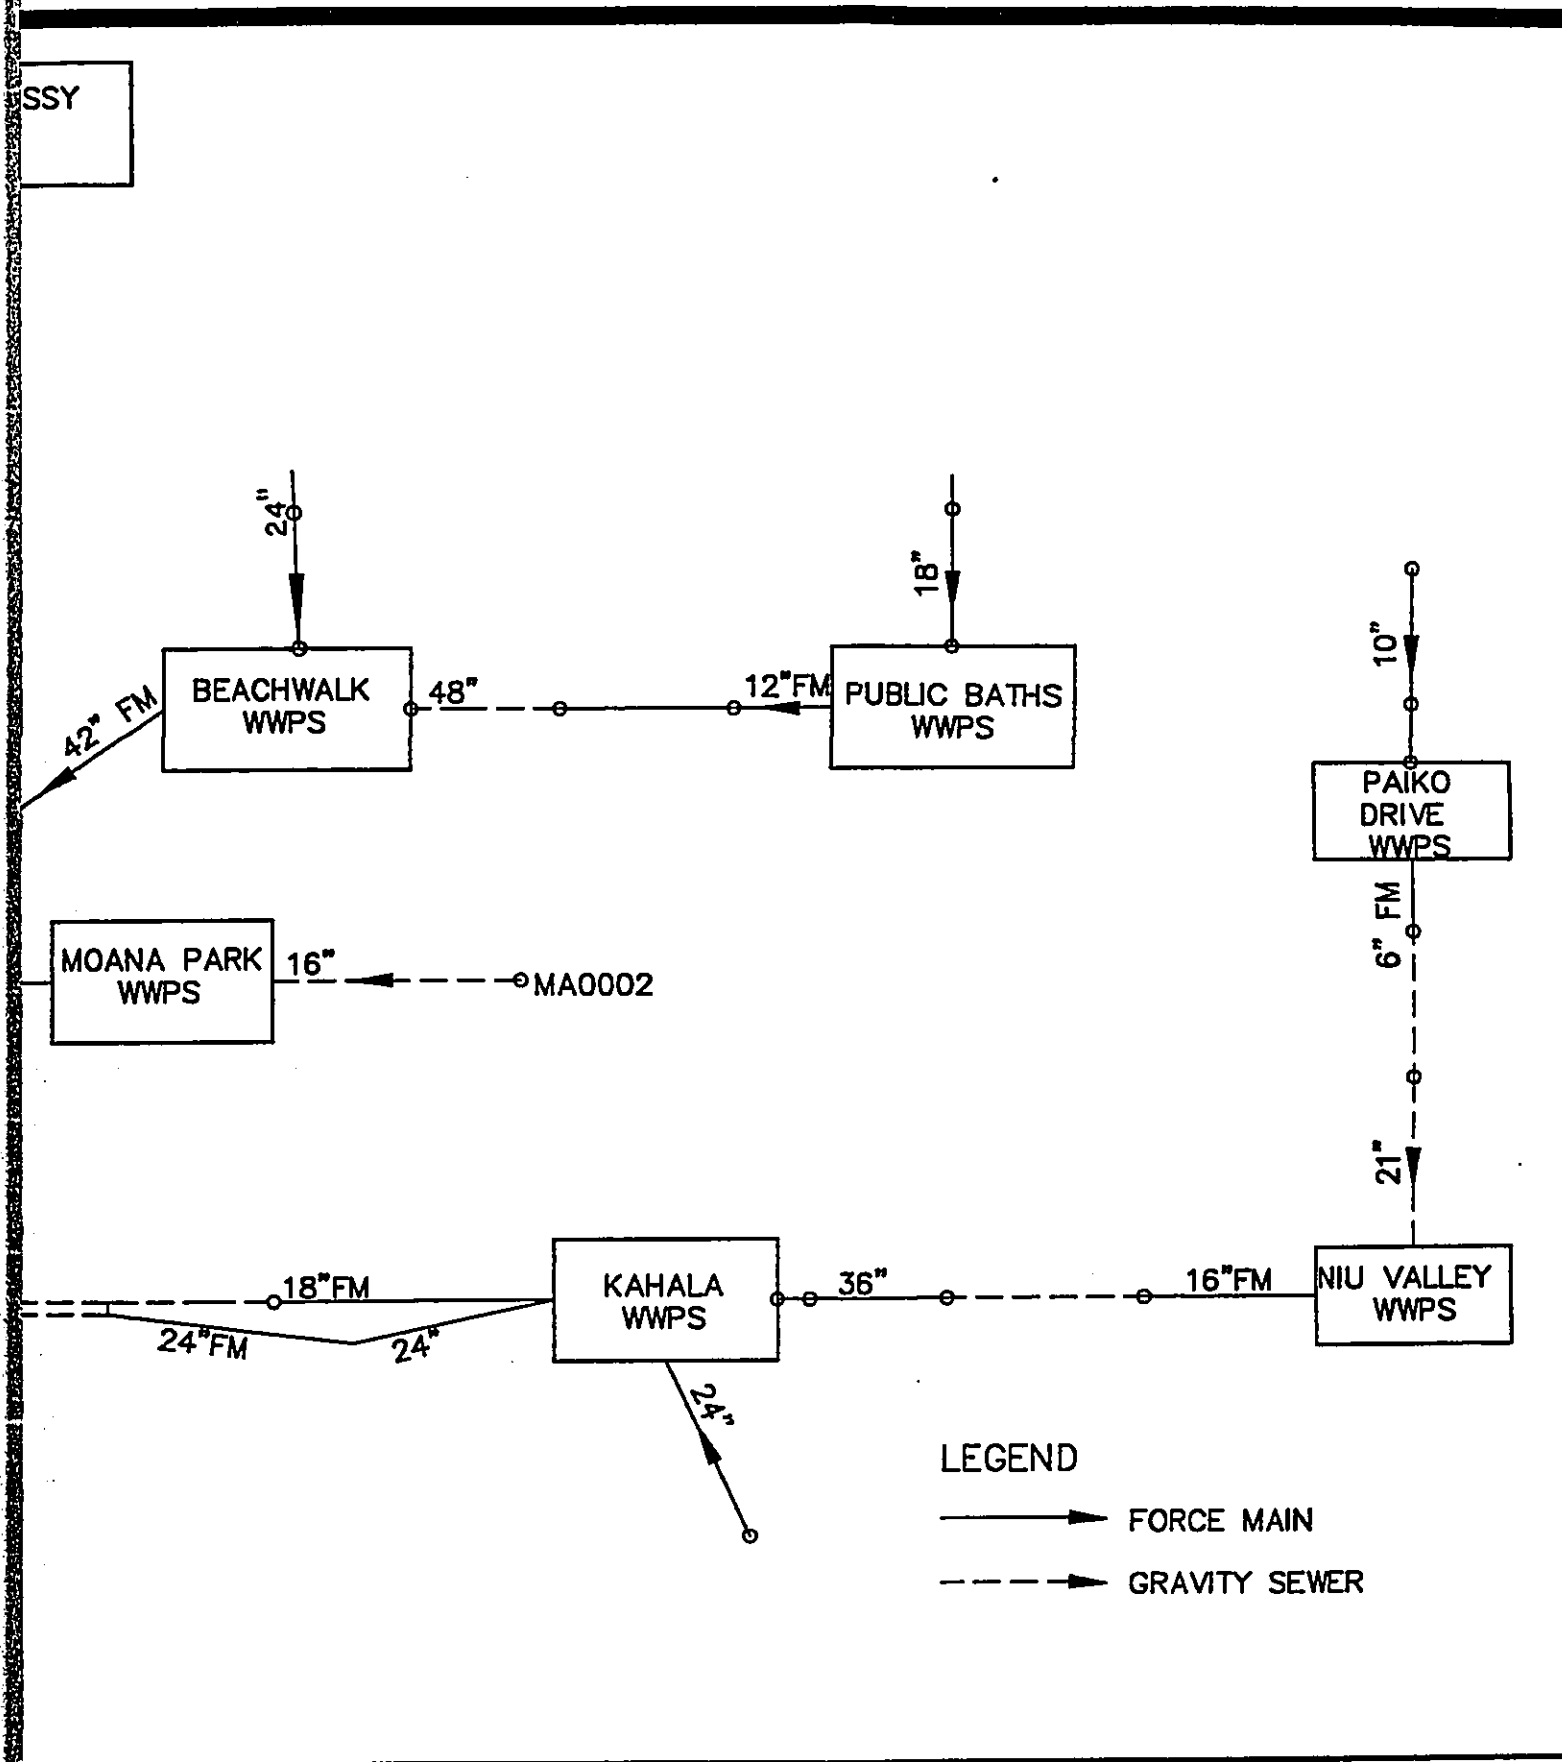 SSY
24"
18"
10"
BEACHWALK
WWPS
48"
12"FM
PUBLIC BATHS
WWPS
42" FM
PAIKO
DRIVE
WWPS
6" FM
MOANA PARK
WWPS
16"
MA0002
21"
18"FM
24"FM
24"
KAHALA
WWPS
36"
16"FM
NIU VALLEY
WWPS
24"
LEGEND
FORCE MAIN
GRAVITY SEWER